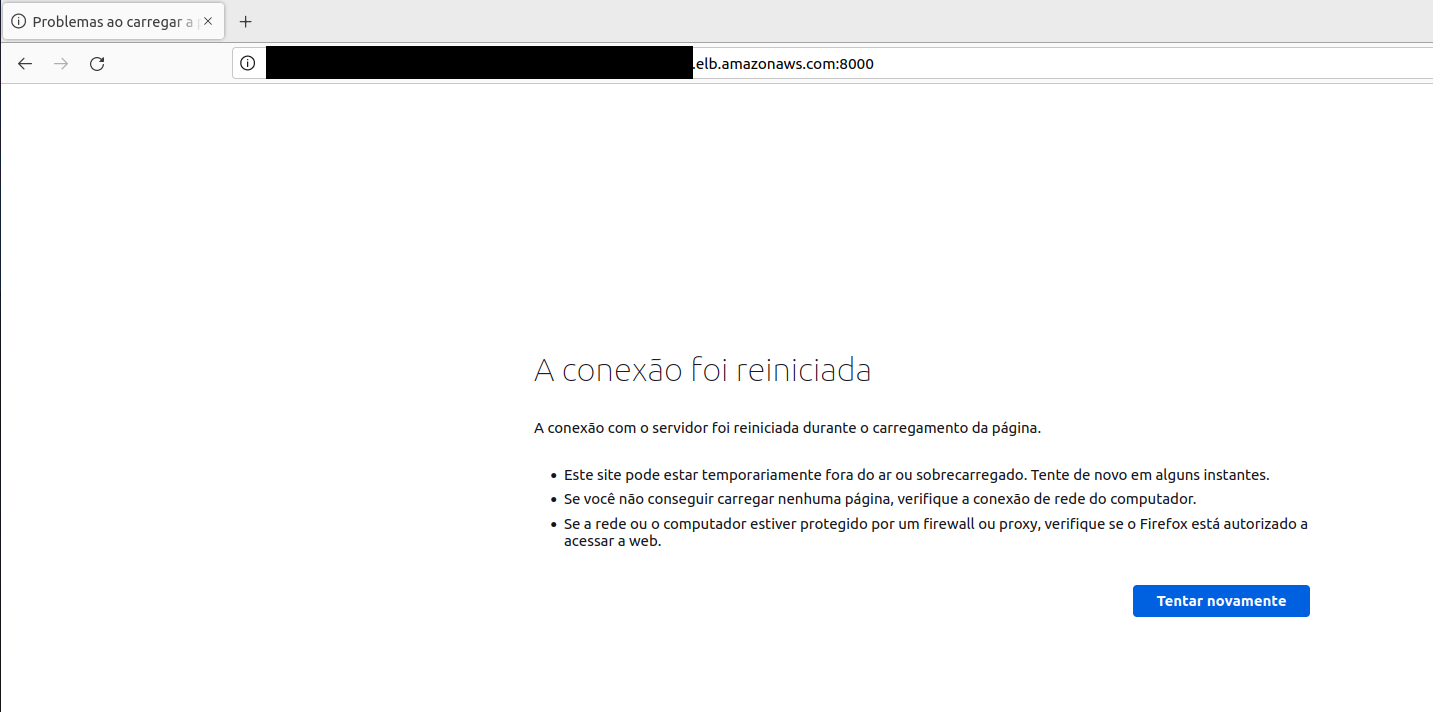 Problemas ao carregar a
.elb.amazonaws.com:8000
A conexão foi reiniciada
A conexão com o servidor foi reiniciada durante o carregamento da página.
Este site pode estar temporariamente fora do ar ou sobrecarregado. Tente de novo em alguns instantes.
Se você não conseguir carregar nenhuma página, verifique a conexão de rede do computador.
Se a rede ou o computador estiver protegido por um firewall ou proxy, verifique se o Firefox está autorizado a
acessar a web.
Tentar novamente